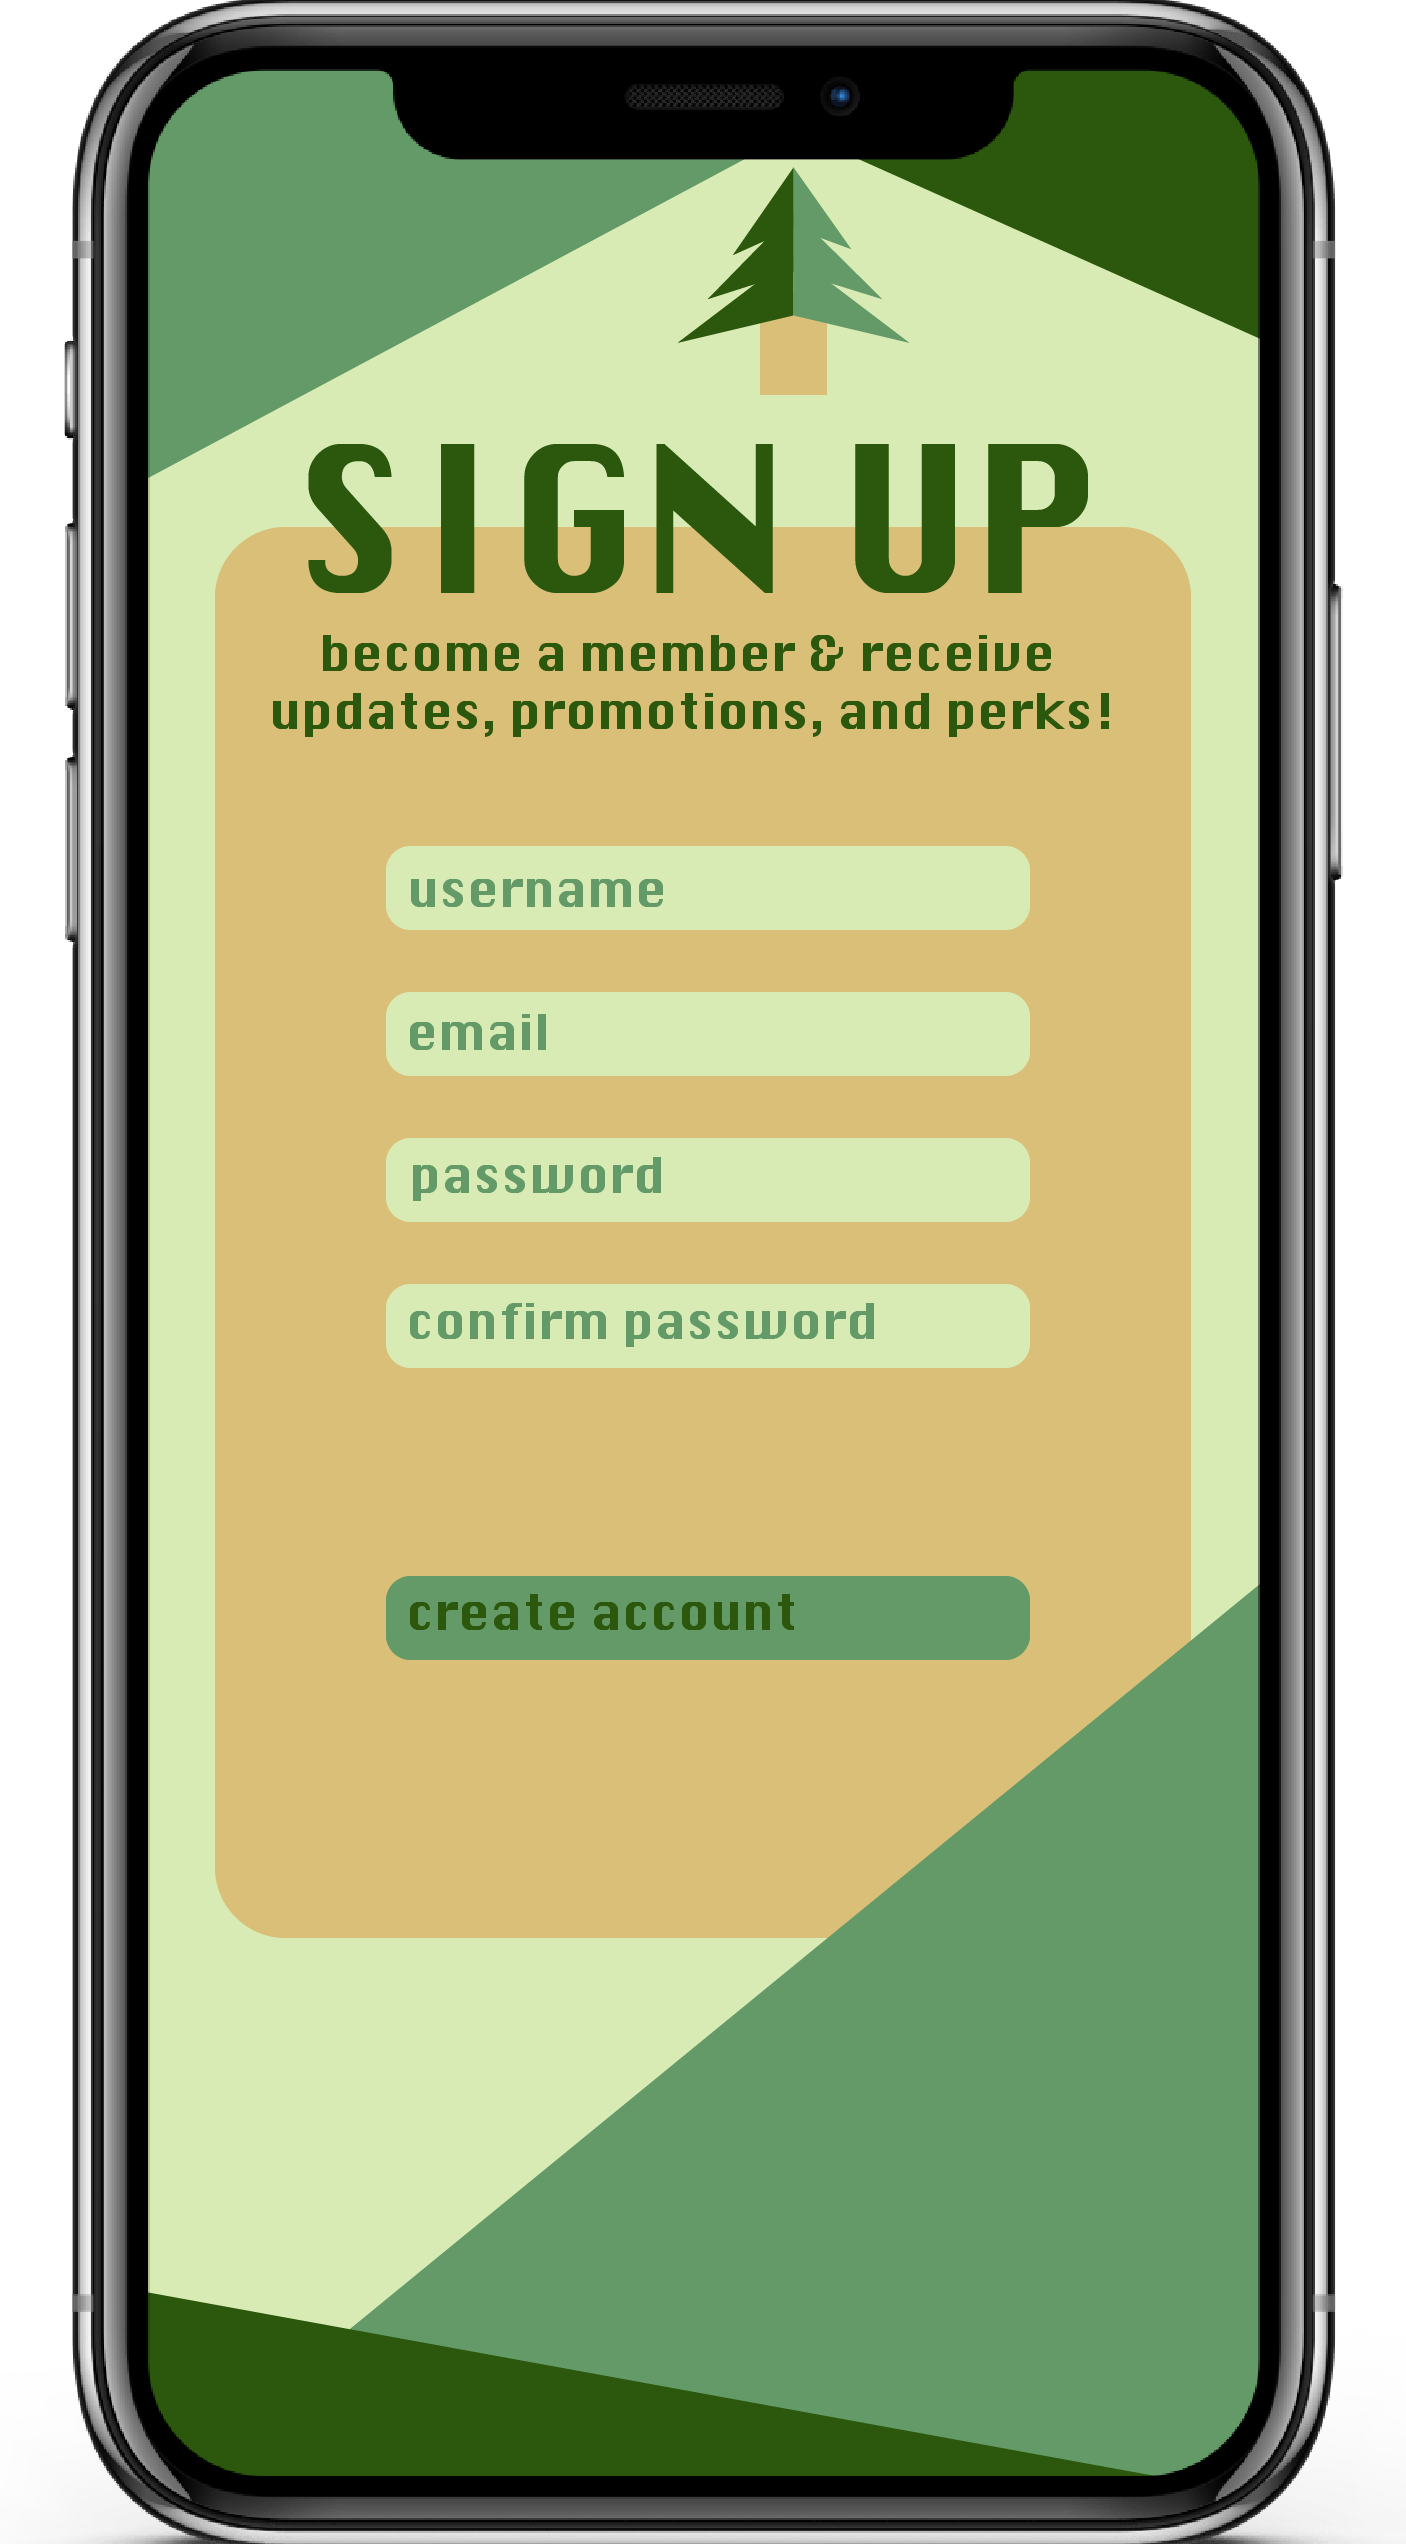 SIGN UP
become a member & receive
updates, promotions, and perks!
username
email
password
confirm password
create account